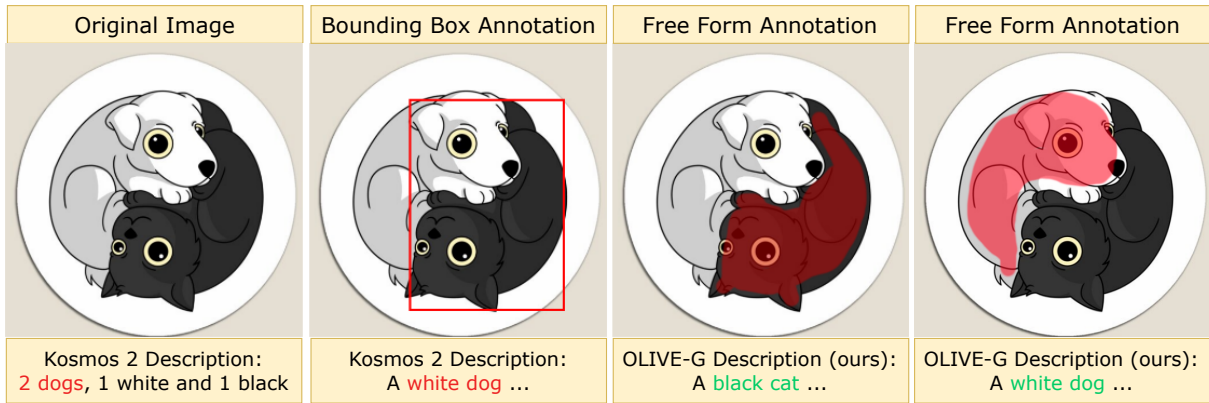 Original Image
Kosmos 2 Description:
2 dogs, 1 white and 1 black
Bounding Box Annotation
Kosmos 2 Description:
A white dog ...
Free Form Annotation
OLIVE-G Description (ours):
A black cat ...
Free Form Annotation
OLIVE-G Description (ours):
A white dog ...